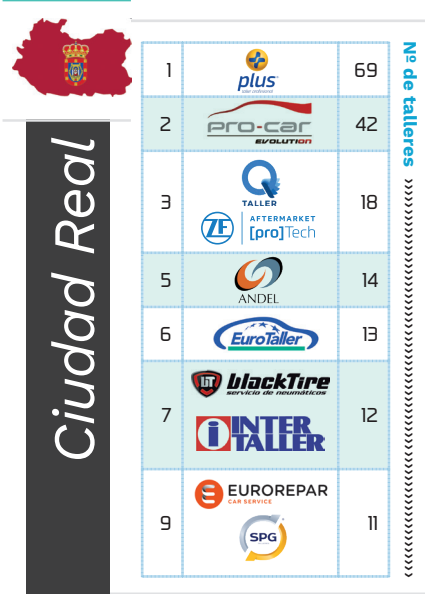 Ciudad Real
Nº de talleres
1
plus+
taller profesional
69
2
PRO-CAR
EVOLUTION
42
3
Q
TALLER
ZF
AFTERMARKET
[pro]Tech
18
5
ANDEL
14
6
EuroTaller
13
7
BT
blackTire
servicio de neumáticos
i INTER
TALLER
12
9
EUROREPAR
CAR SERVICE
SPG
11